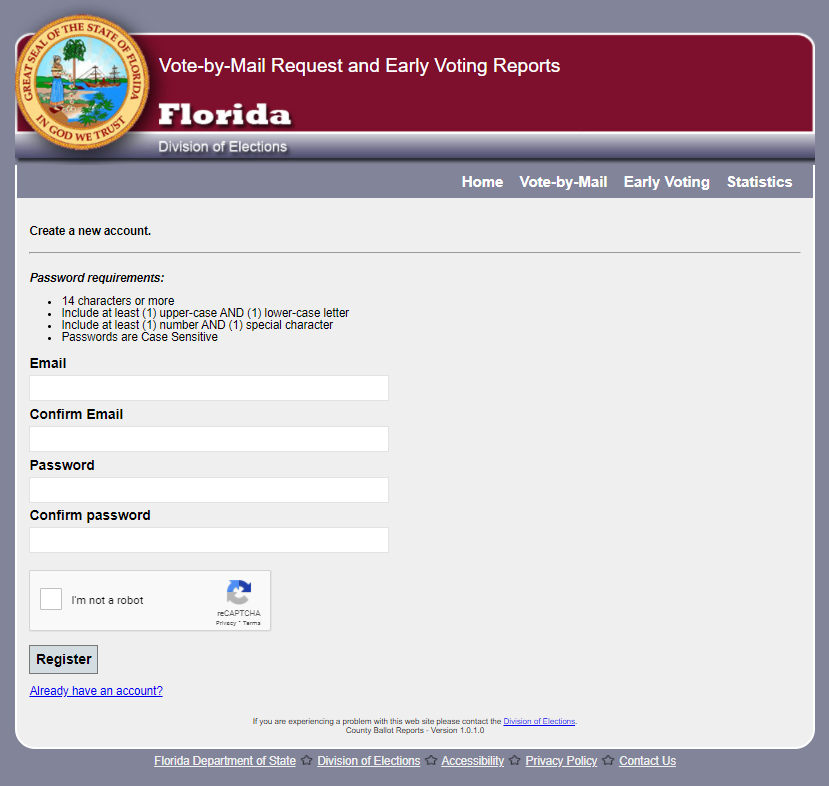 GREAT SEAL OF THE STATE OF FLORIDA
IN GOD WE TRUST
Vote-by-Mail Request and Early Voting Reports
Florida
Division of Elections
Home Vote-by-Mail Early Voting Statistics
Create a new account.
Password requirements:
• 14 characters or more
• Include at least (1) upper-case AND (1) lower-case letter
• Include at least (1) number AND (1) special character
• Passwords are Case Sensitive
Email
Confirm Email
Password
Confirm password
I'm not a robot
reCAPTCHA
Privacy - Terms
Register
Already have an account?
If you are experiencing a problem with this web site please contact the Division of Elections.
County Ballot Reports - Version 1.0.1.0
Florida Department of State Division of Elections Accessibility Privacy Policy Contact Us